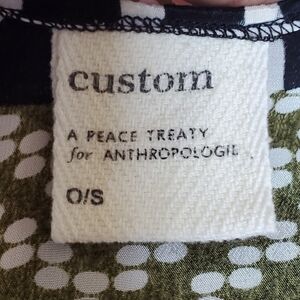 custom
A PEACE TREATY
for ANTHROPOLOGIE
O/S